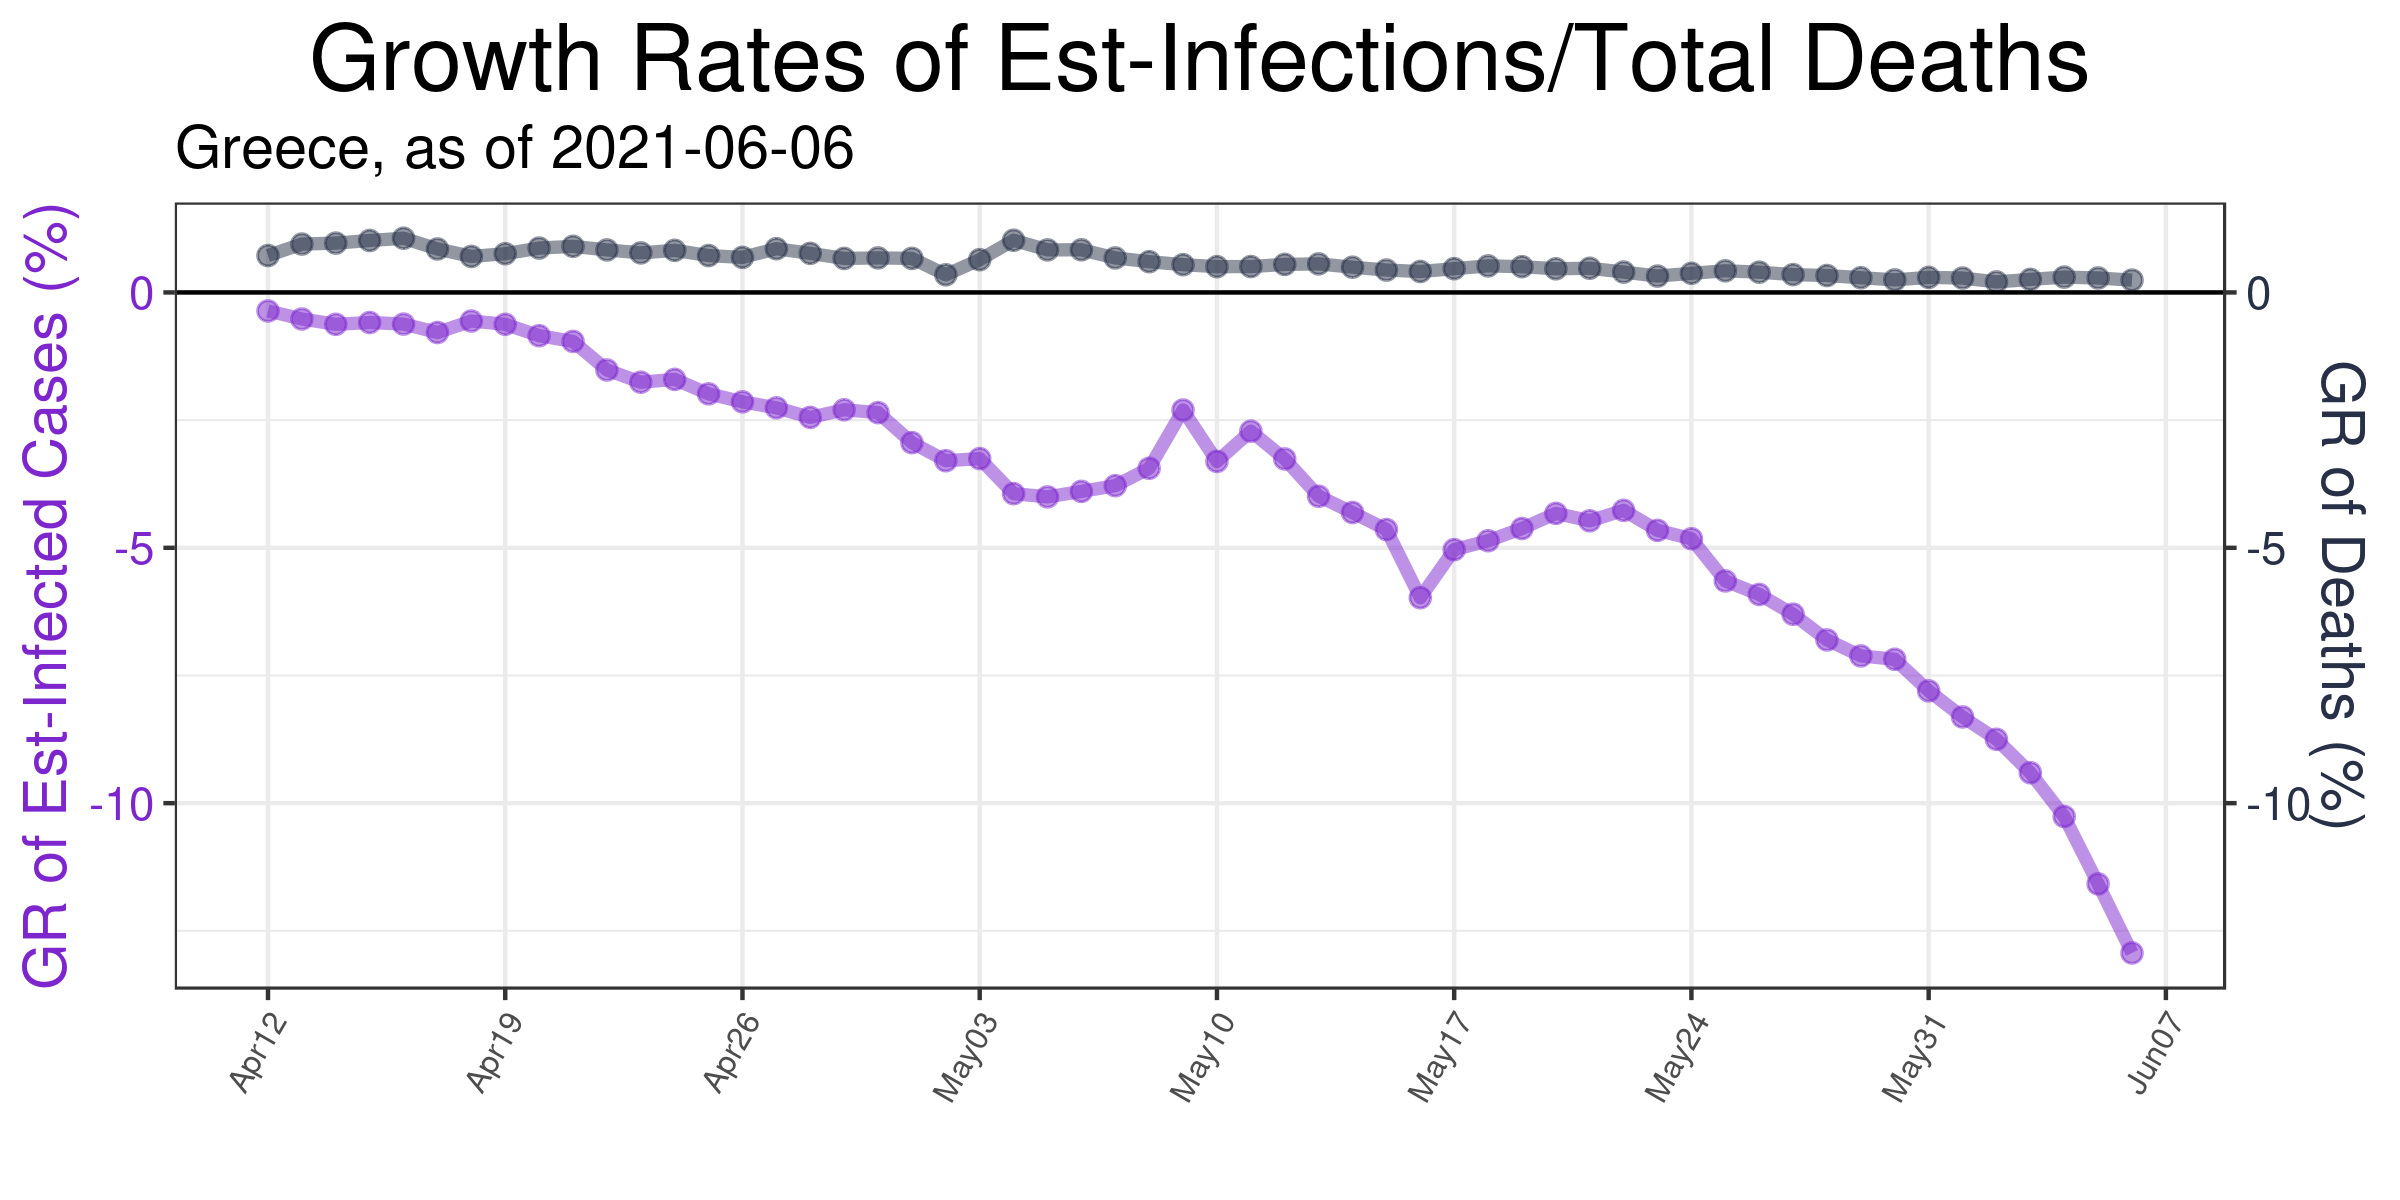 Growth Rates of Est-Infections/Total Deaths
Greece, as of 2021-06-06
GR of Est-Infected Cases (%)
0
-5
-10
0
-5
-10
GR of Deaths (%)
Apr12
Apr19
Apr26
May03
May10
May17
May24
May31
Jun07